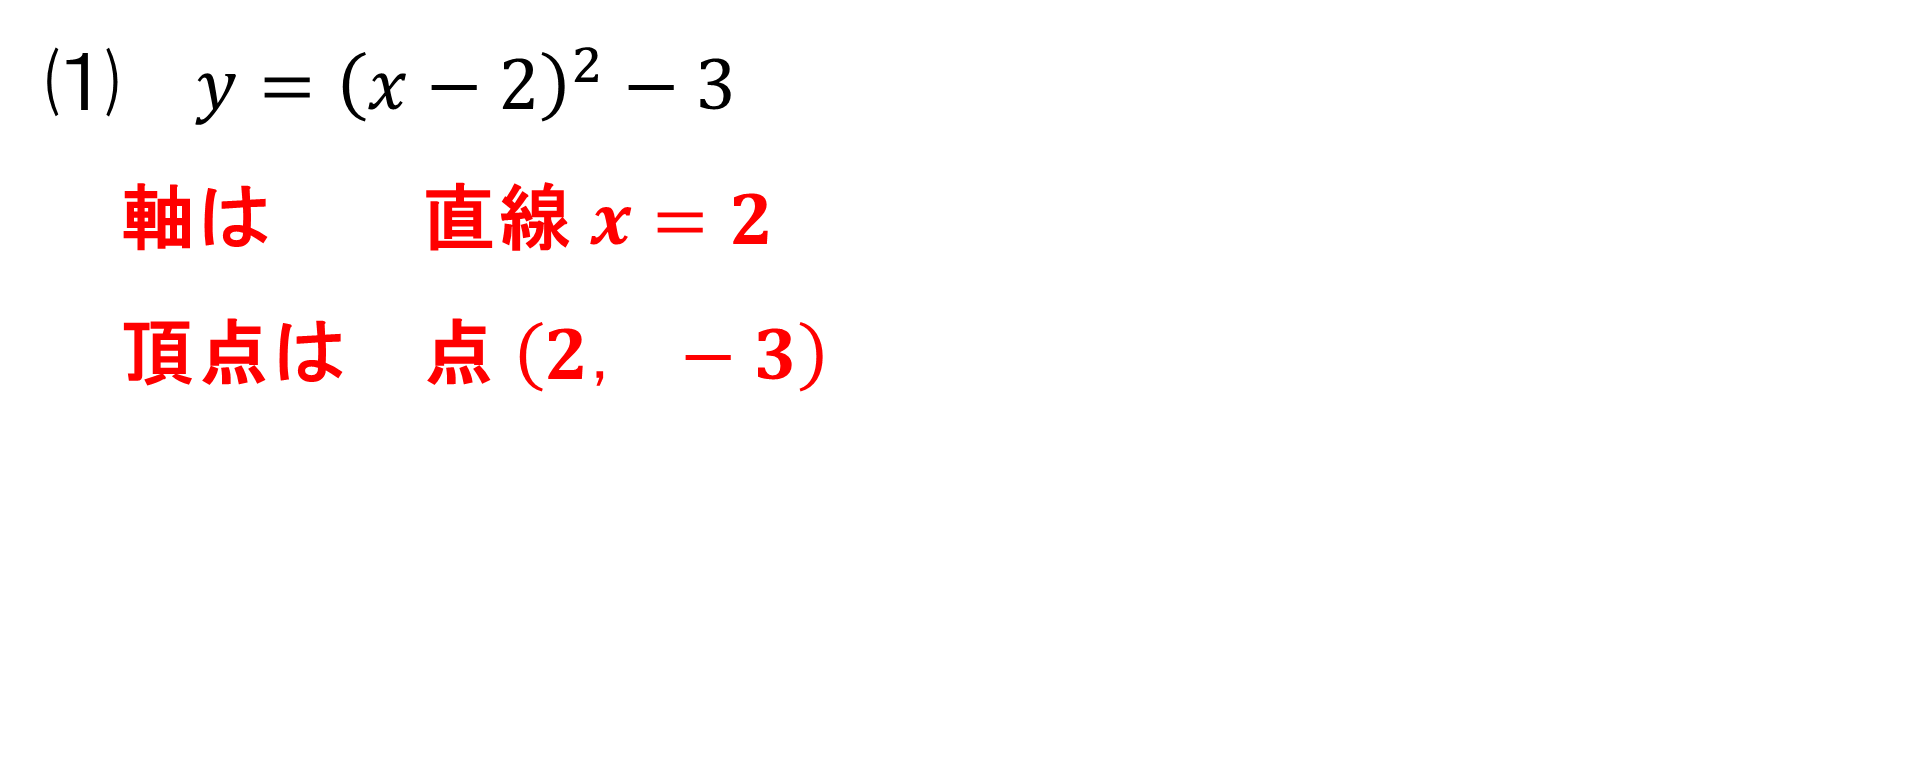 (1)　y = (x − 2)² − 3
軸は　　直線 x = 2
頂点は　点 (2,　− 3)